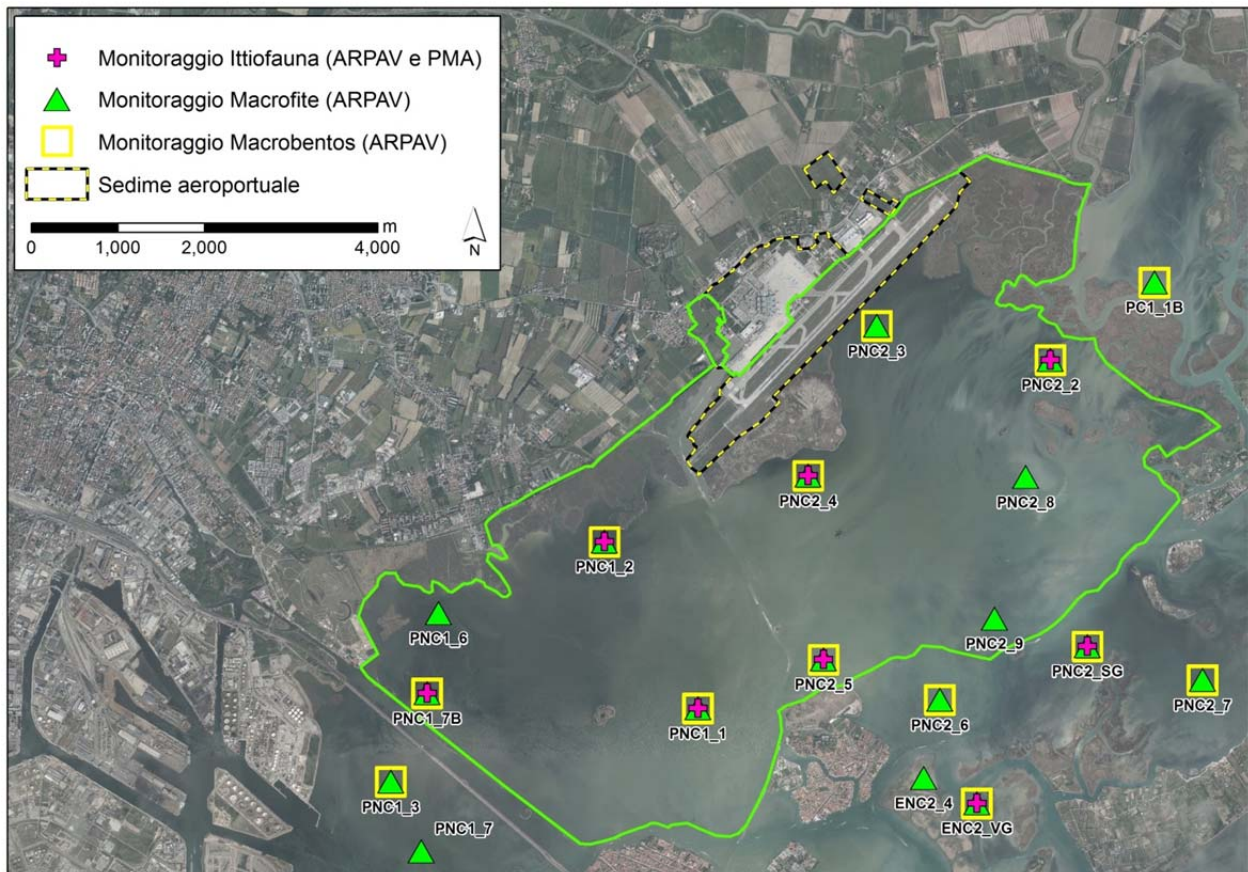 Monitoraggio Ittiofauna (ARPAV e PMA)
Monitoraggio Macrofite (ARPAV)
Monitoraggio Macrobentos (ARPAV)
Sedime aeroportuale
m
0 1,000 2,000 4,000
N
PC1_1B
PNC2_3
PNC2_2
PNC2_4
PNC2_8
PNC1_2
PNC1_6
PNC2_9
PNC2_5
PNC2_SG
PNC1_7B
PNC1_1
PNC2_6
PNC2_7
PNC1_3
ENC2_4
ENC2_VG
PNC1_7